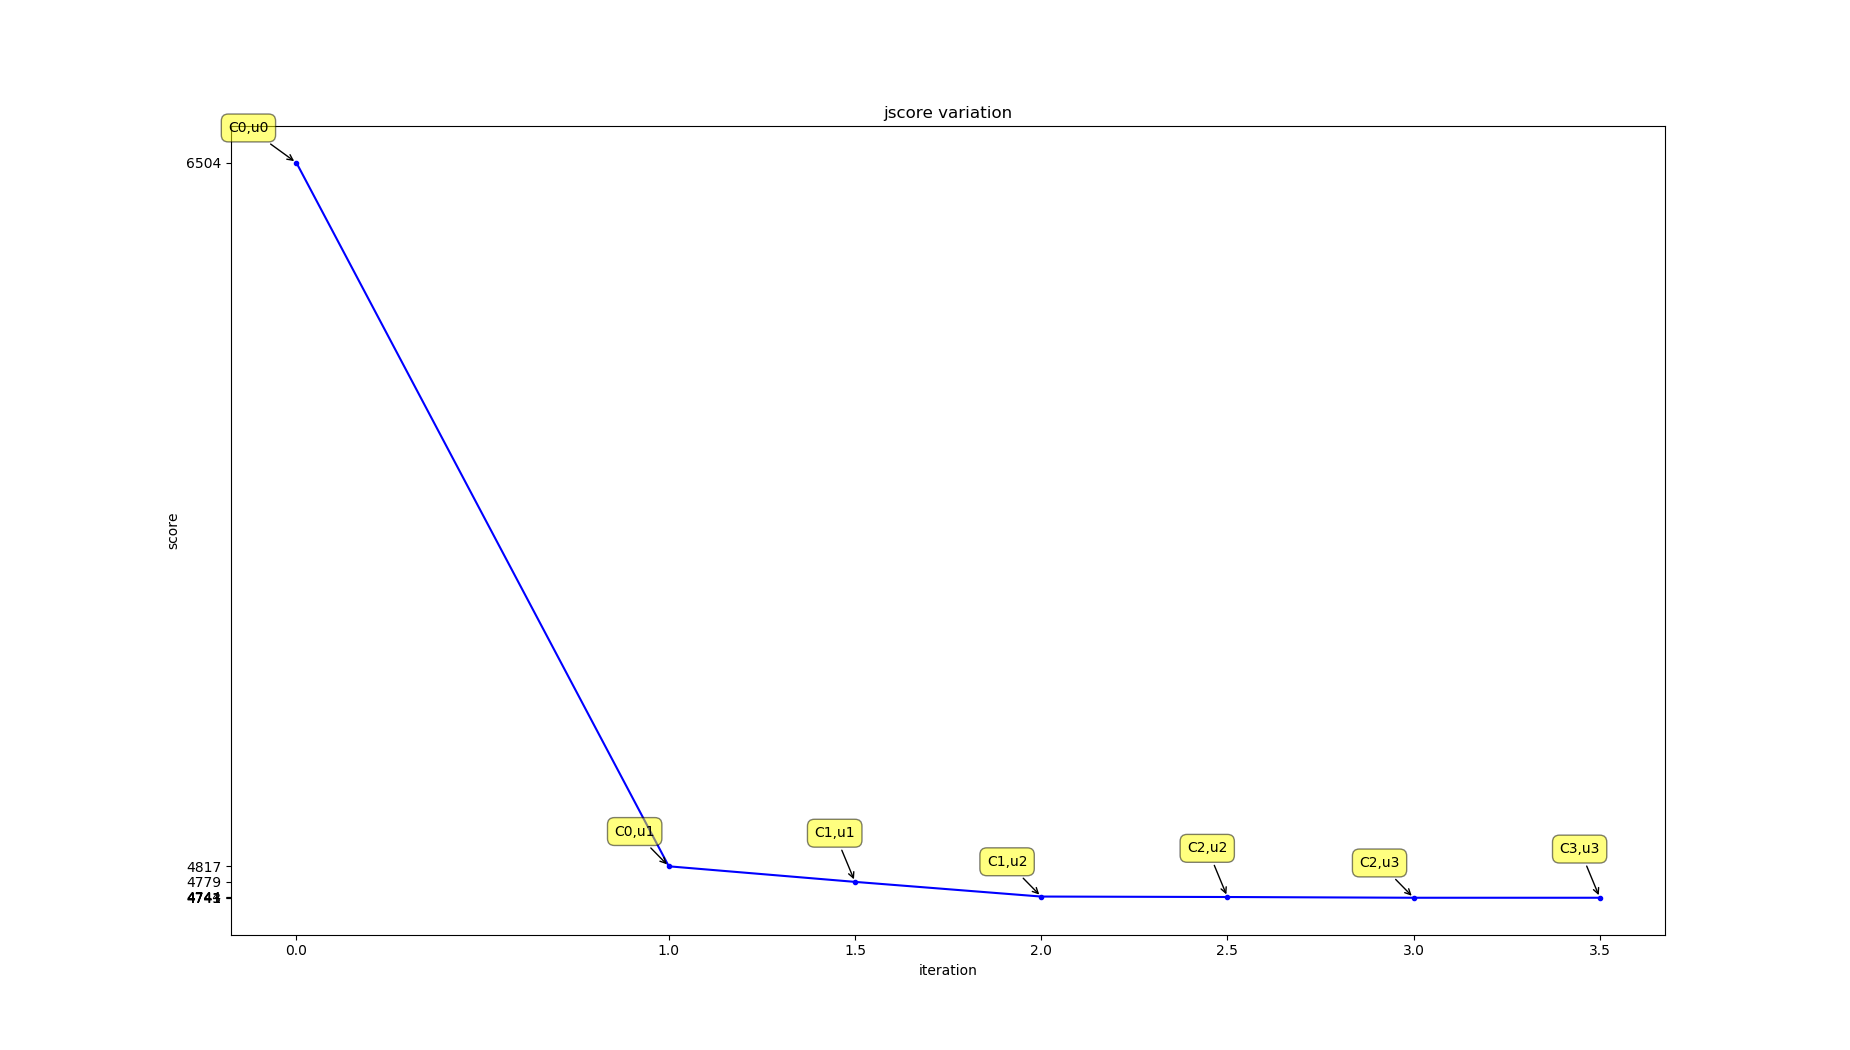 jscore variation
C0,u0
6504
score
C0,u1
C1,u1
C1,u2
C2,u2
C2,u3
C3,u3
4817
4779
0.0
1.0
1.5
2.0
2.5
3.0
3.5
iteration